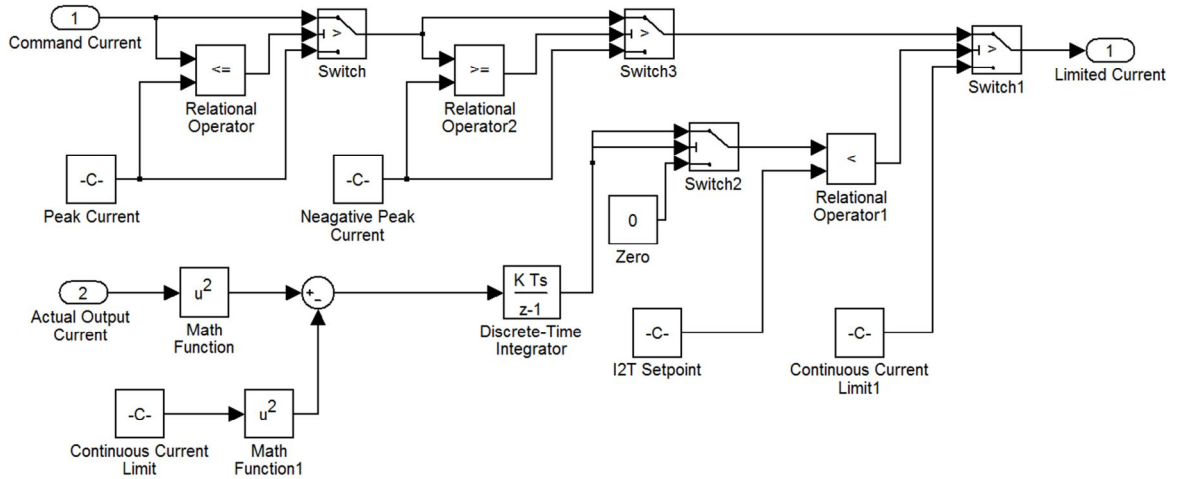 1
Command Current
<=
Relational
Operator
>
Switch
>=
Relational
Operator2
>
Switch3
>
Switch1
1
Limited Current
-C-
Peak Current
-C-
Neagative Peak
Current
0
Zero
Switch2
<
Relational
Operator1
2
Actual Output
Current
u2
Math
Function
+
-
K Ts
z-1
Discrete-Time
Integrator
-C-
I2T Setpoint
-C-
Continuous Current
Limit1
-C-
Continuous Current
Limit
u2
Math
Function1